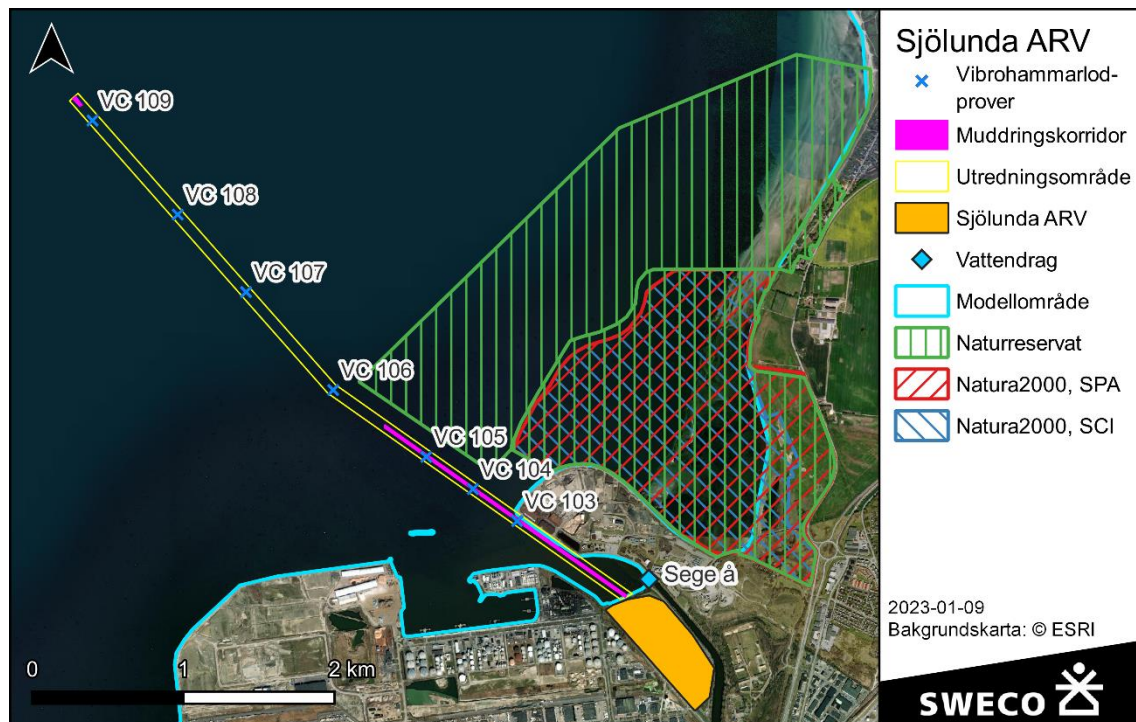 VC 109
VC 108
VC 107
VC 106
VC 105
VC 104
VC 103
Sege å
0 1 2 km
Sjölunda ARV
Vibrohammarlod-
prover
Muddringskorridor
Utredningsområde
Sjölunda ARV
Vattendrag
Modellområde
Naturreservat
Natura2000, SPA
Natura2000, SCI
2023-01-09
Bakgrundskarta: © ESRI
SWECO